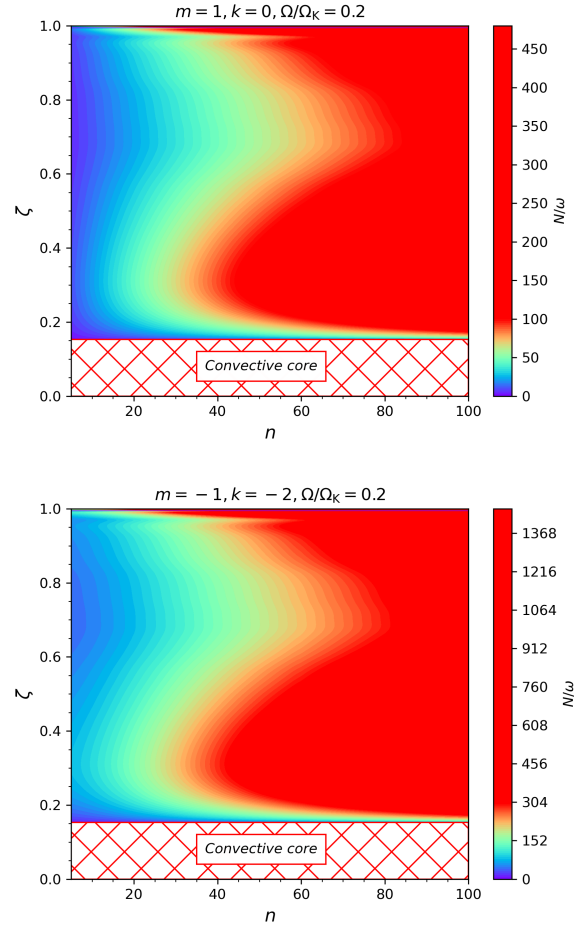 m = 1, k = 0, Ω/Ω_K = 0.2
1.0
0.8
0.6
0.4
0.2
0.0
ζ
Convective core
20 40 60 80 100
n
450
400
350
300
250
200
150
100
50
0
N/ϖ
m = −1, k = −2, Ω/Ω_K = 0.2
1.0
0.8
0.6
0.4
0.2
0.0
ζ
Convective core
20 40 60 80 100
n
1368
1216
1064
912
760
608
456
304
152
0
N/ϖ